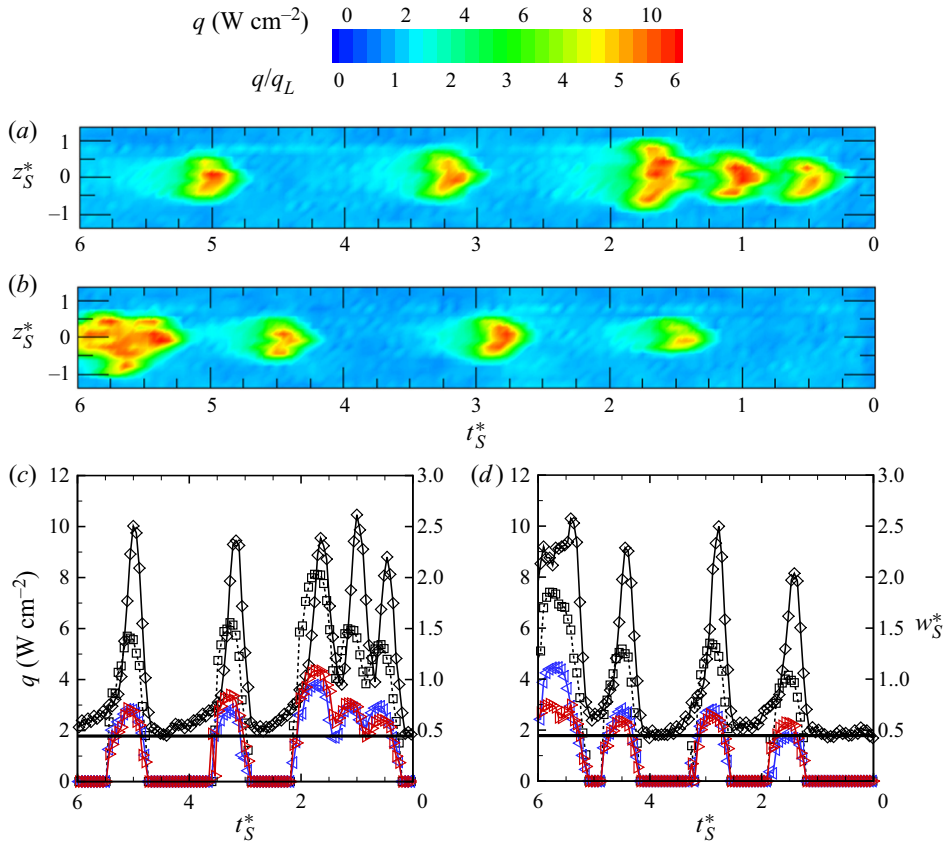 q (W cm⁻²) 0 2 4 6 8 10
q/q_L 0 1 2 3 4 5 6
(a)
z*_S 1 0 −1
6 5 4 3 2 1 0
(b)
z*_S 1 0 −1
6 5 4 3 2 1 0
t*_S
(c) 12 10 8 6 4 2 0
q (W cm⁻²)
3.0 2.5 2.0 1.5 1.0 0.5
6 4 2 0
t*_S
(d) 12 10 8 6 4 2 0
3.0 2.5 2.0 1.5 1.0 0.5
w*_S
6 4 2 0
t*_S